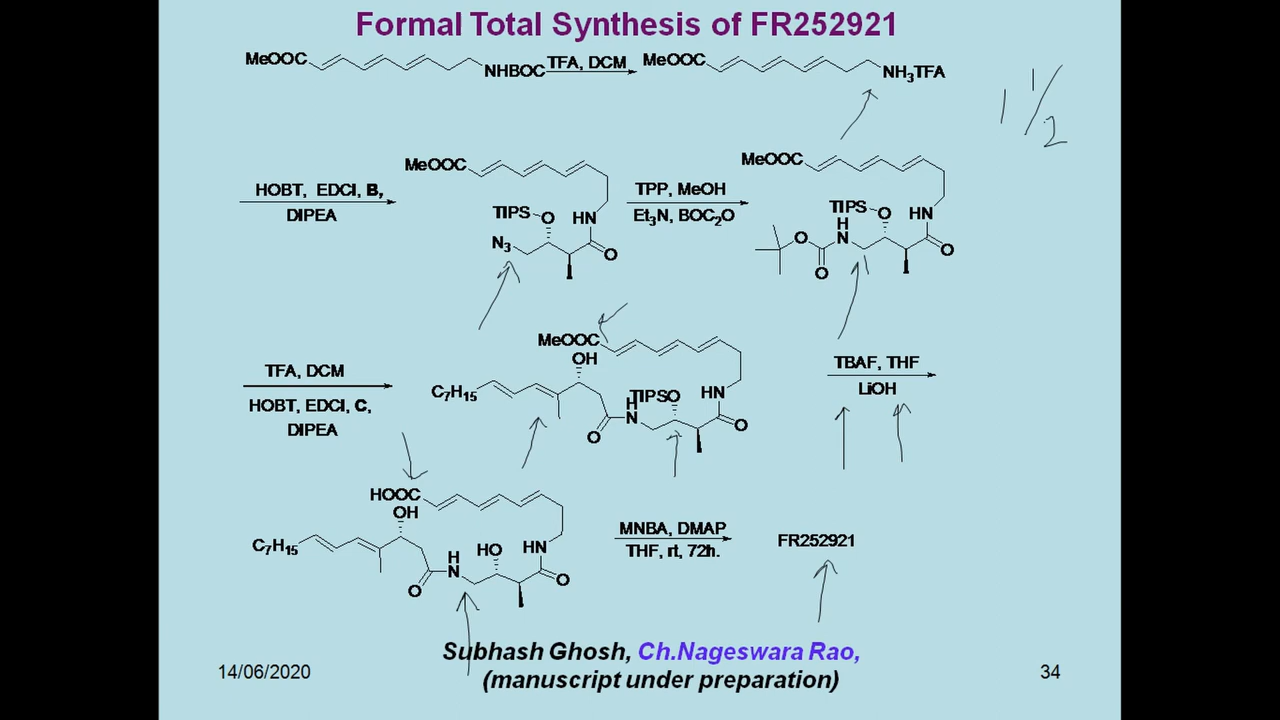 Formal Total Synthesis of FR252921
MeOOC NHBOC TFA, DCM MeOOC NH3TFA
1 1/2
HOBT, EDCI, B,
DIPEA
MeOOC
TIPS O HN
N3 O
TPP, MeOH
Et3N, BOC2O
MeOOC
TIPS O HN
H
O N O
O
TFA, DCM
HOBT, EDCI, C,
DIPEA
MeOOC
OH
C7H15 TIPSO HN
H
N O
O
TBAF, THF
LiOH
HOOC
OH
C7H15 H HO HN
N O
O
MNBA, DMAP
THF, rt, 72h.
FR252921
Subhash Ghosh, Ch.Nageswara Rao,
(manuscript under preparation)
14/06/2020
34